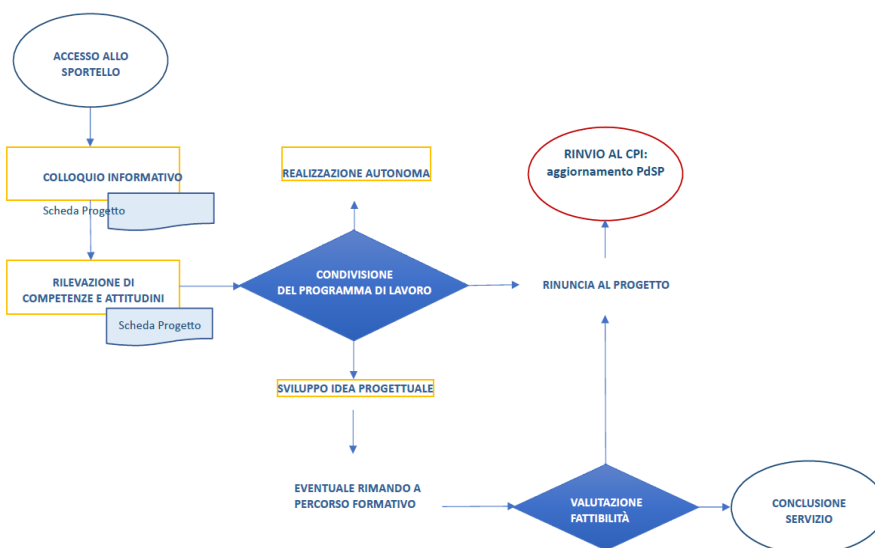 ACCESSO ALLO
SPORTELLO
COLLOQUIO INFORMATIVO
Scheda Progetto
RILEVAZIONE DI
COMPETENZE E ATTITUDINI
Scheda Progetto
REALIZZAZIONE AUTONOMA
CONDIVISIONE
DEL PROGRAMMA DI LAVORO
RINVIO AL CPI:
aggiornamento PdSP
RINUNCIA AL PROGETTO
SVILUPPO IDEA PROGETTUALE
EVENTUALE RIMANDO A
PERCORSO FORMATIVO
VALUTAZIONE
FATTIBILITÀ
CONCLUSIONE
SERVIZIO